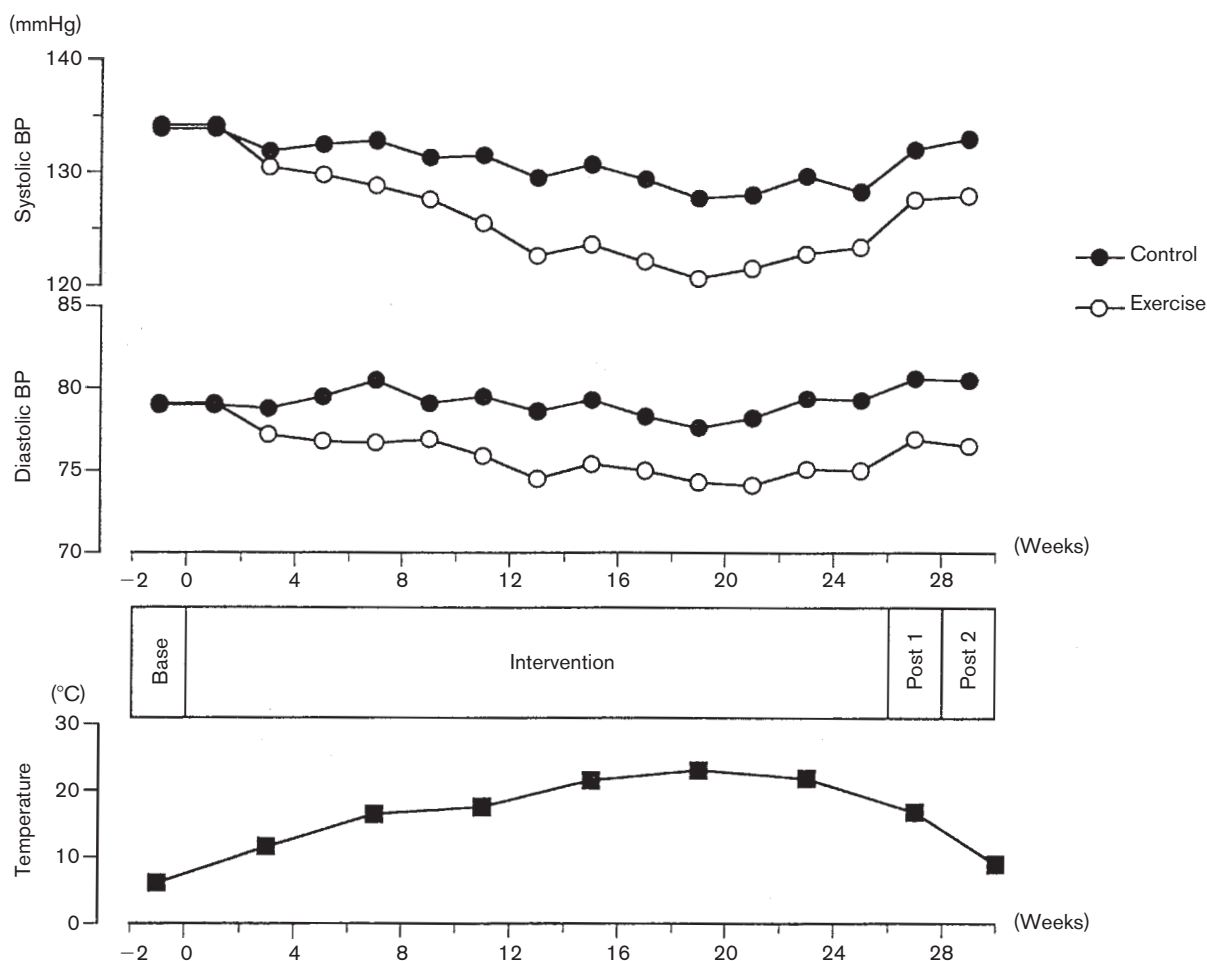 (mmHg)
140
130
120
Systolic BP
Control
Exercise
85
80
75
70
Diastolic BP
(Weeks)
−2 0 4 8 12 16 20 24 28
Base
Intervention
Post 1
Post 2
(°C)
30
20
10
0
Temperature
(Weeks)
−2 0 4 8 12 16 20 24 28